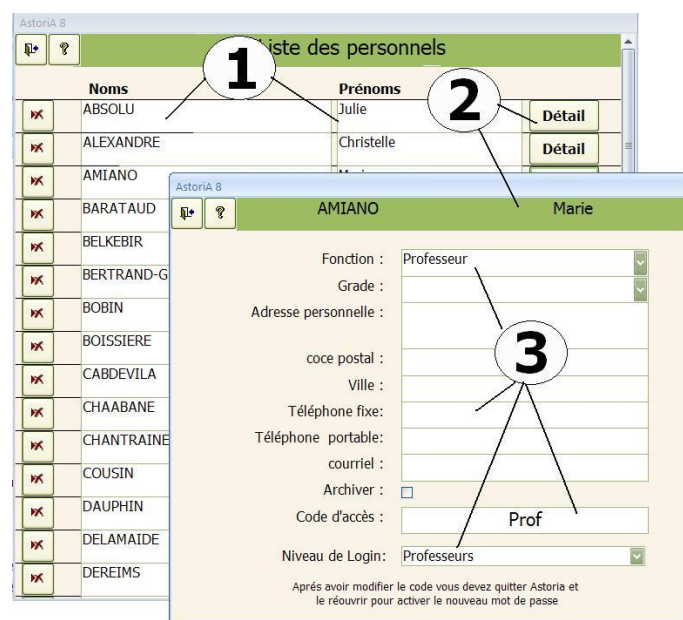 AstoriA 8
Liste des personnels
1
2
Noms Prénoms
ABSOLU Julie Détail
ALEXANDRE Christelle Détail
AMIANO
AstoriA 8
BARATAUD AMIANO Marie
BELKEBIR
Fonction : Professeur
BERTRAND-G
Grade :
BOBIN
Adresse personnelle :
BOISSIERE
3
coce postal :
CABDEVILA
Ville :
CHAABANE
Téléphone fixe:
CHANTRAINE
Téléphone portable:
courriel :
COUSIN
Archiver :
DAUPHIN
Code d'accès : Prof
DELAMAIDE
Niveau de Login: Professeurs
DEREIMS
Aprés avoir modifier le code vous devez quitter Astoria et
le réouvrir pour activer le nouveau mot de passe